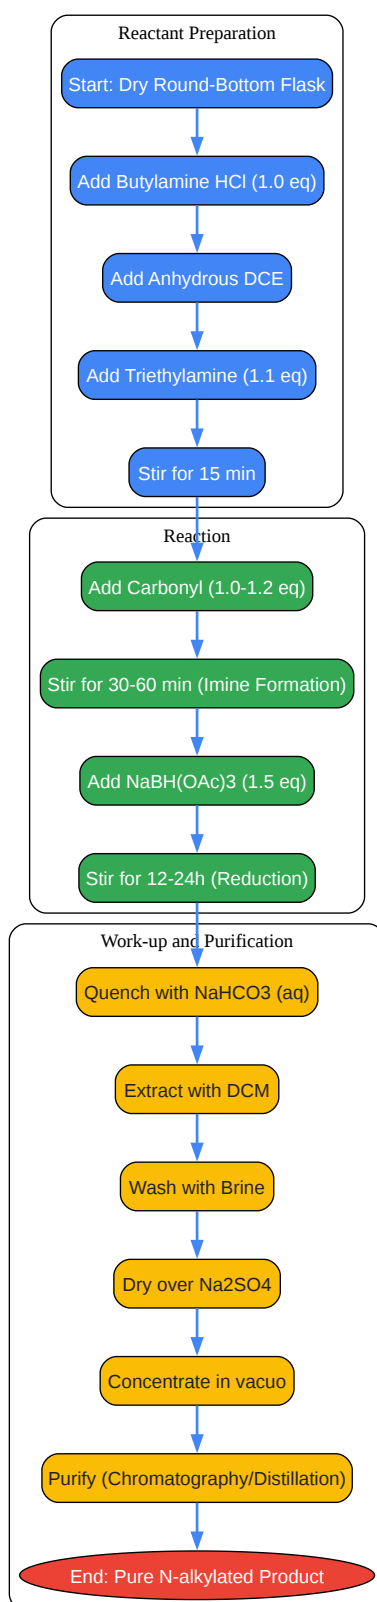 Reactant Preparation
Start: Dry Round-Bottom Flask
Add Butylamine HCl (1.0 eq)
Add Anhydrous DCE
Add Triethylamine (1.1 eq)
Stir for 15 min
Reaction
Add Carbonyl (1.0-1.2 eq)
Stir for 30-60 min (Imine Formation)
Add NaBH(OAc)3 (1.5 eq)
Stir for 12-24h (Reduction)
Work-up and Purification
Quench with NaHCO3 (aq)
Extract with DCM
Wash with Brine
Dry over Na2SO4
Concentrate in vacuo
Purify (Chromatography/Distillation)
End: Pure N-alkylated Product